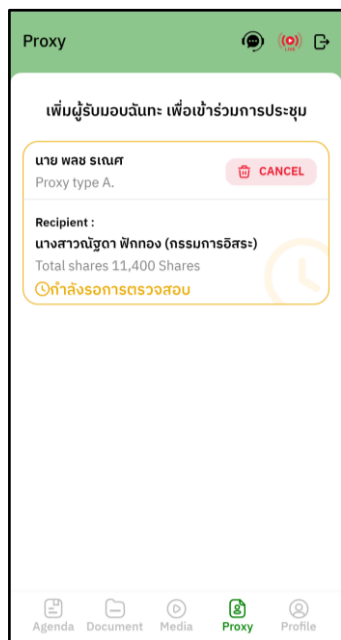 Proxy
LIVE
เพิ่มผู้รับมอบฉันทะ เพื่อเข้าร่วมการประชุม
นาย พลช ระเณศ
CANCEL
Proxy type A.
Recipient :
นางสาวณัฐดา ฟักทอง (กรรมการอิสระ)
Total shares 11,400 Shares
กำลังรอการตรวจสอบ
Agenda Document Media Proxy Profile